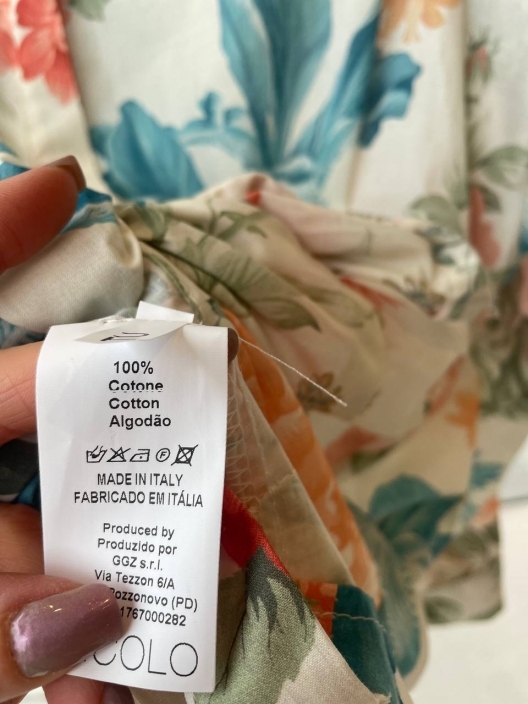 TU
100%
Cotone
Cotton
Algodão
MADE IN ITALY
FABRICADO EM ITÁLIA
Produced by
Produzido por
GGZ s.r.l.
Via Tezzon 6/A
Pozzonovo (PD)
1767000282
COLO